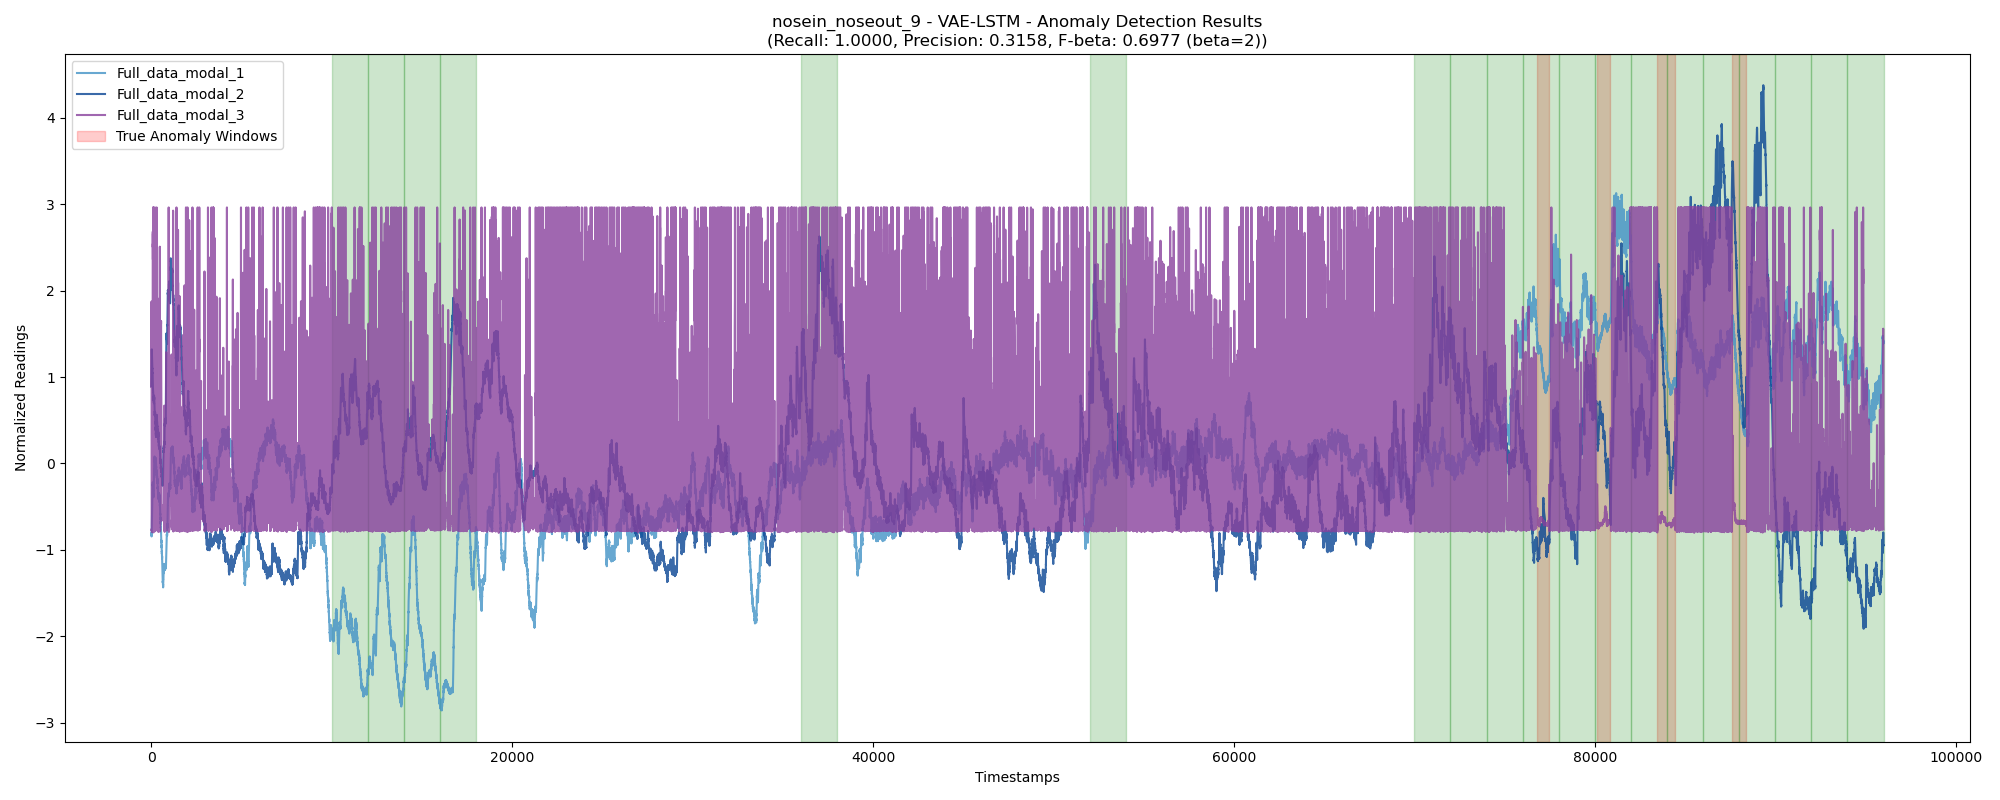 nosein_noseout_9 - VAE-LSTM - Anomaly Detection Results
(Recall: 1.0000, Precision: 0.3158, F-beta: 0.6977 (beta=2))
Full_data_modal_1
Full_data_modal_2
Full_data_modal_3
True Anomaly Windows
Normalized Readings
4
3
2
1
0
−1
−2
−3
0
20000
40000
60000
80000
100000
Timestamps